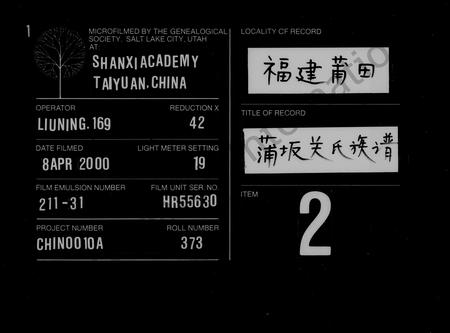 1
MICROFILMED BY THE GENEALOGICAL
SOCIETY. SALT LAKE CITY, UTAH
AT
SHANXI ACADEMY
TAIYUAN, CHINA
OPERATOR REDUCTION X
LIUNING, 169 42
DATE FILMED LIGHT METER SETTING
8APR 2000 19
FILM EMULSION NUMBER FILM UNIT SER. NO.
211-31 HR55630
PROJECT NUMBER ROLL NUMBER
CHIN0010A 373
LOCALITY OF RECORD
福建莆田
TITLE OF RECORD
蒲坂关氏族谱
ITEM
2